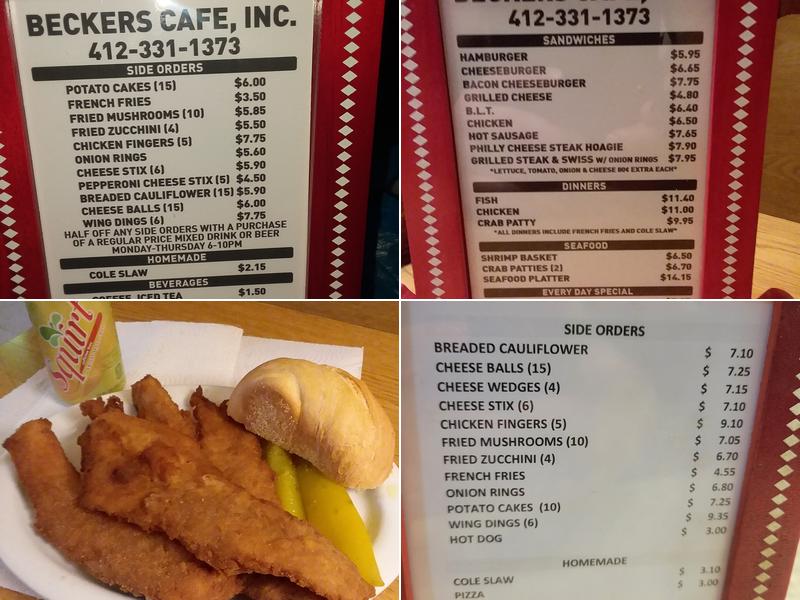 BECKERS CAFE, INC.
412-331-1373
SIDE ORDERS
POTATO CAKES (15) $6.00
FRENCH FRIES $3.50
FRIED MUSHROOMS (10) $5.85
FRIED ZUCCHINI (4) $5.50
CHICKEN FINGERS (5) $7.75
ONION RINGS $5.60
CHEESE STIX (6) $5.90
PEPPERONI CHEESE STIX (5) $4.50
BREADED CAULIFLOWER (15) $5.90
CHEESE BALLS (15) $6.00
WING DINGS (6) $7.75
HALF OFF ANY SIDE ORDERS WITH A PURCHASE
OF A REGULAR PRICE MIXED DRINK OR BEER
MONDAY-THURSDAY 6-10PM
HOMEMADE
COLE SLAW $2.15
BEVERAGES
COFFEE, ICED TEA $1.50
BECKERS CAFE,
412-331-1373
SANDWICHES
HAMBURGER $5.95
CHEESEBURGER $6.65
BACON CHEESEBURGER $7.75
GRILLED CHEESE $4.80
B.L.T. $6.40
CHICKEN $6.50
HOT SAUSAGE $7.65
PHILLY CHEESE STEAK HOAGIE $7.90
GRILLED STEAK & SWISS W/ ONION RINGS $7.95
*LETTUCE, TOMATO, ONION & CHEESE 80¢ EXTRA EACH*
DINNERS
FISH $11.40
CHICKEN $11.00
CRAB PATTY $9.95
*ALL DINNERS INCLUDE FRENCH FRIES AND COLE SLAW*
SEAFOOD
SHRIMP BASKET $6.50
CRAB PATTIES (2) $6.70
SEAFOOD PLATTER $14.15
EVERY DAY SPECIAL
Squirt
SIDE ORDERS
BREADED CAULIFLOWER $ 7.10
CHEESE BALLS (15) $ 7.25
CHEESE WEDGES (4) $ 7.15
CHEESE STIX (6) $ 7.10
CHICKEN FINGERS (5) $ 9.10
FRIED MUSHROOMS (10) $ 7.05
FRIED ZUCCHINI (4) $ 6.70
FRENCH FRIES $ 4.55
ONION RINGS $ 6.80
POTATO CAKES (10) $ 7.25
WING DINGS (6) $ 9.35
HOT DOG $ 3.00
HOMEMADE
COLE SLAW $ 3.10
PIZZA $ 3.00